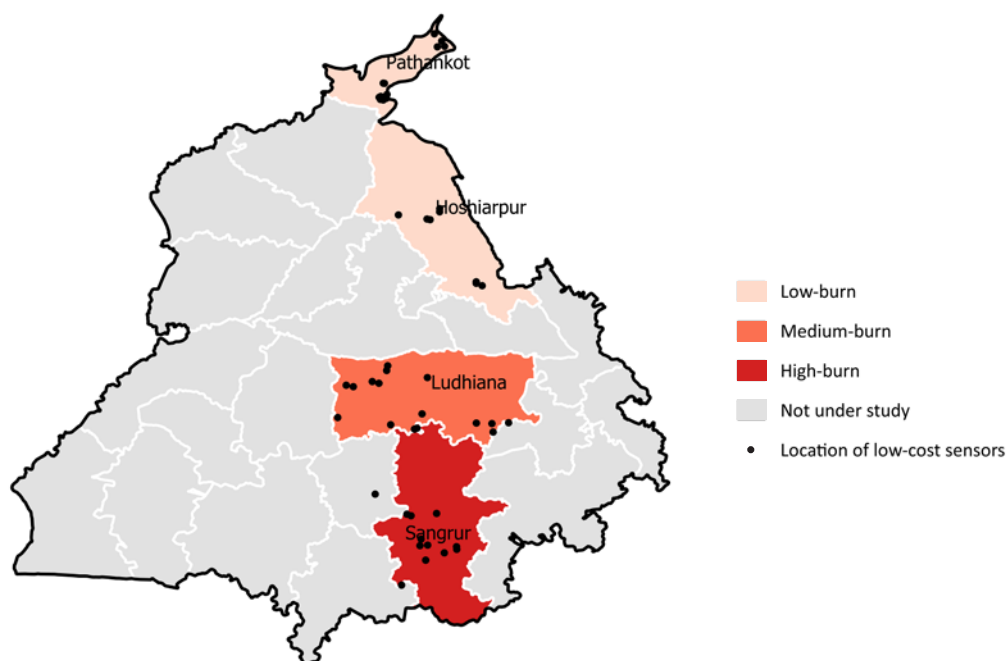 Pathankot
Hoshiarpur
Ludhiana
Sangrur
Low-burn
Medium-burn
High-burn
Not under study
Location of low-cost sensors